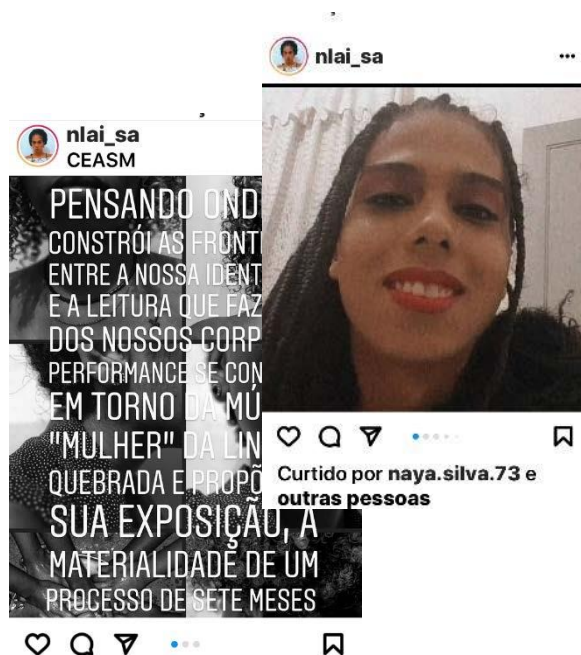 nlai_sa
CEASM
PENSANDO OND
CONSTRÓI AS FRONT
ENTRE A NOSSA IDENT
E A LEITURA QUE FAZ
DOS NOSSOS CORP
PERFORMANCE SE CON
EM TORNO DA MÚ
"MULHER" DA LIN
QUEBRADA E PROPÕ
SUA EXPOSIÇÃO, A
MATERIALIDADE DE UM
PROCESSO DE SETE MESES
nlai_sa
Curtido por naya.silva.73 e
outras pessoas